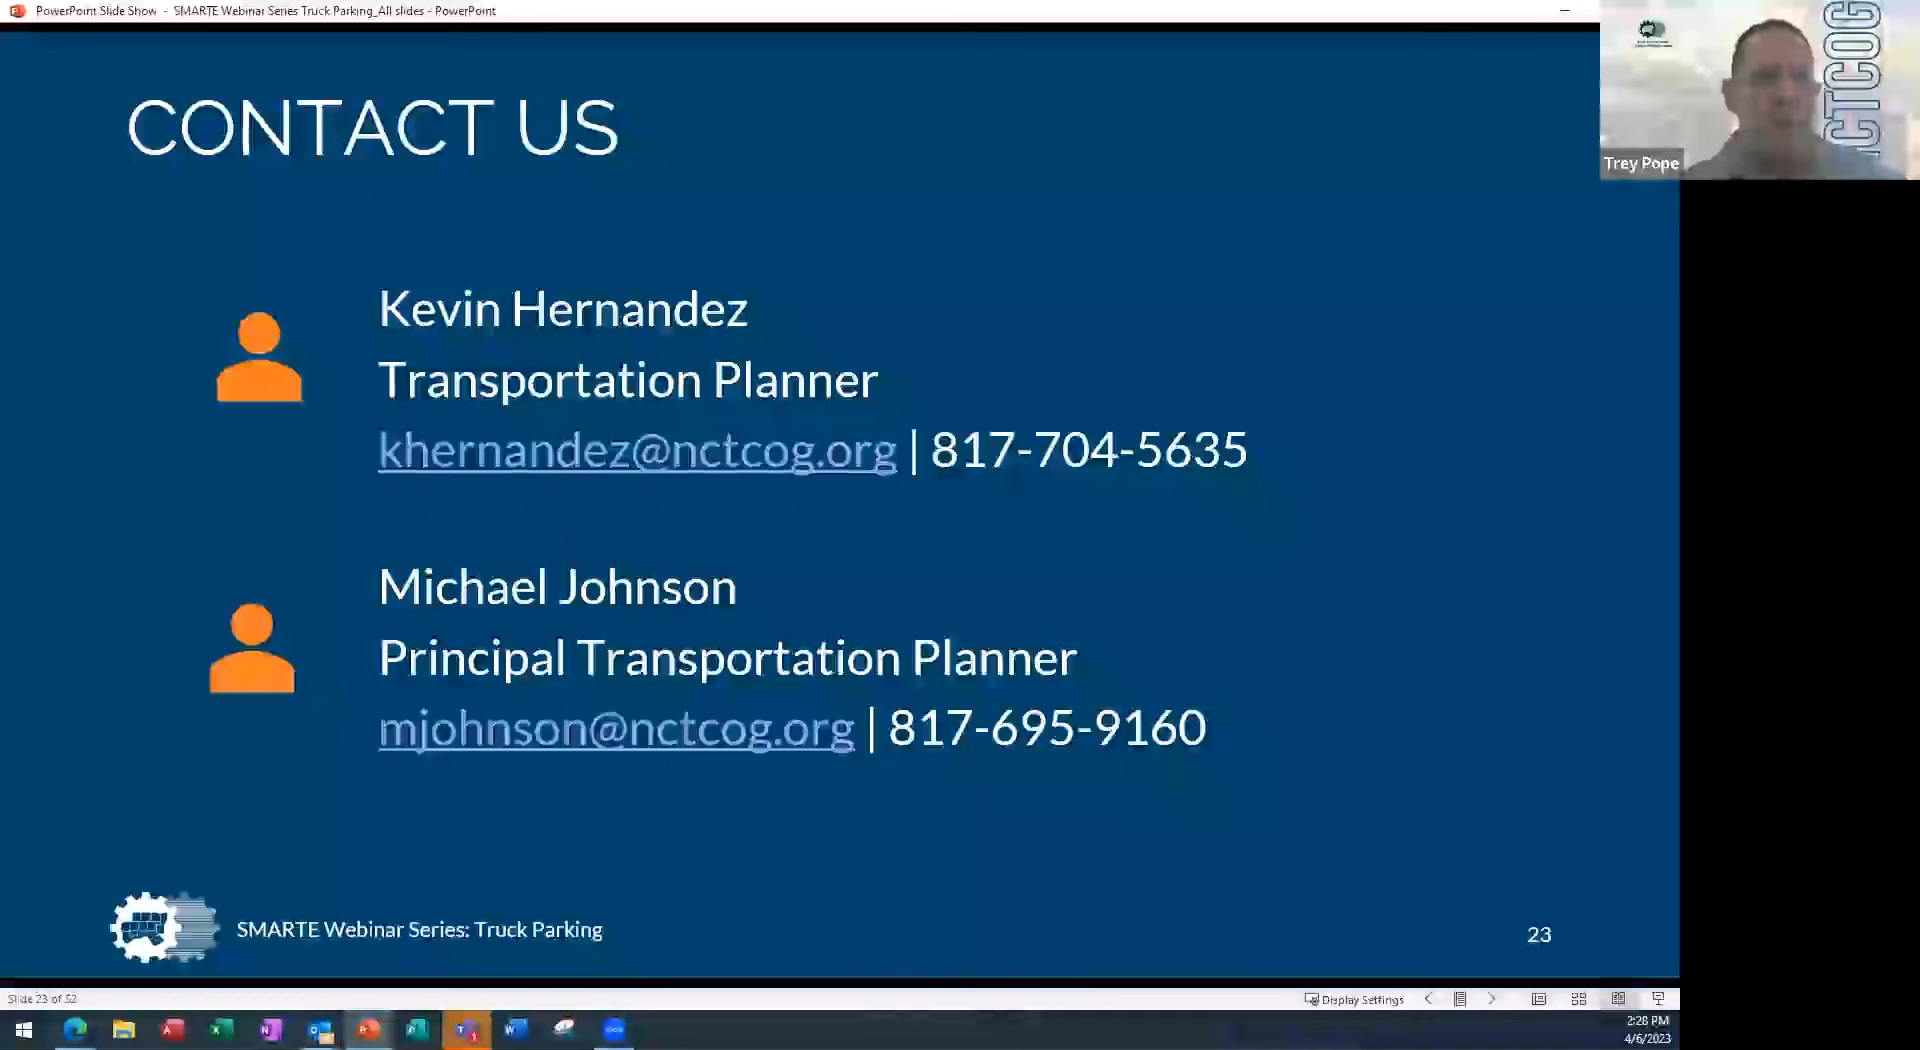 PowerPoint Slide Show - SMARTE Webinar Series Truck Parking_All slides - PowerPoint
NCTCOG
Trey Pope
CONTACT US
Kevin Hernandez
Transportation Planner
khernandez@nctcog.org | 817-704-5635
Michael Johnson
Principal Transportation Planner
mjohnson@nctcog.org | 817-695-9160
SMARTE Webinar Series: Truck Parking
23
Slide 23 of 52
Display Settings
2:28 PM
4/6/2023